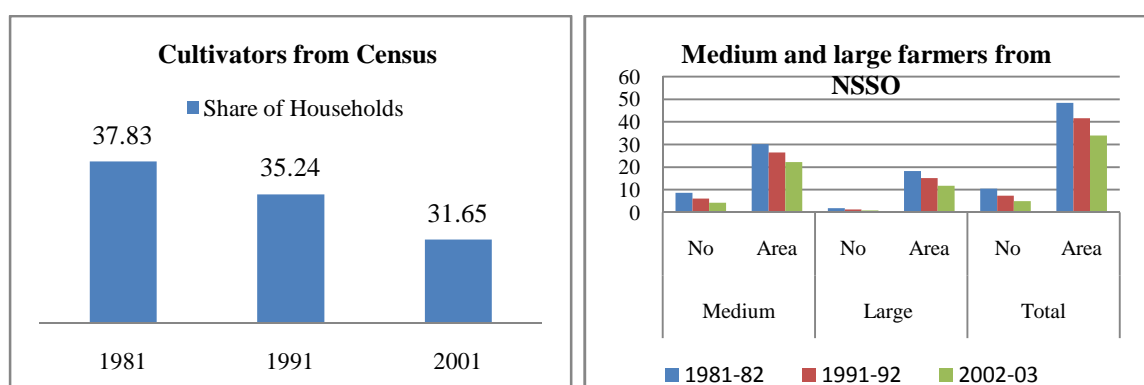 Cultivators from Census
Share of Households
37.83
35.24
31.65
1981 1991 2001
Medium and large farmers from
NSSO
60
50
40
30
20
10
0
No Area No Area No Area
Medium Large Total
1981-82 1991-92 2002-03